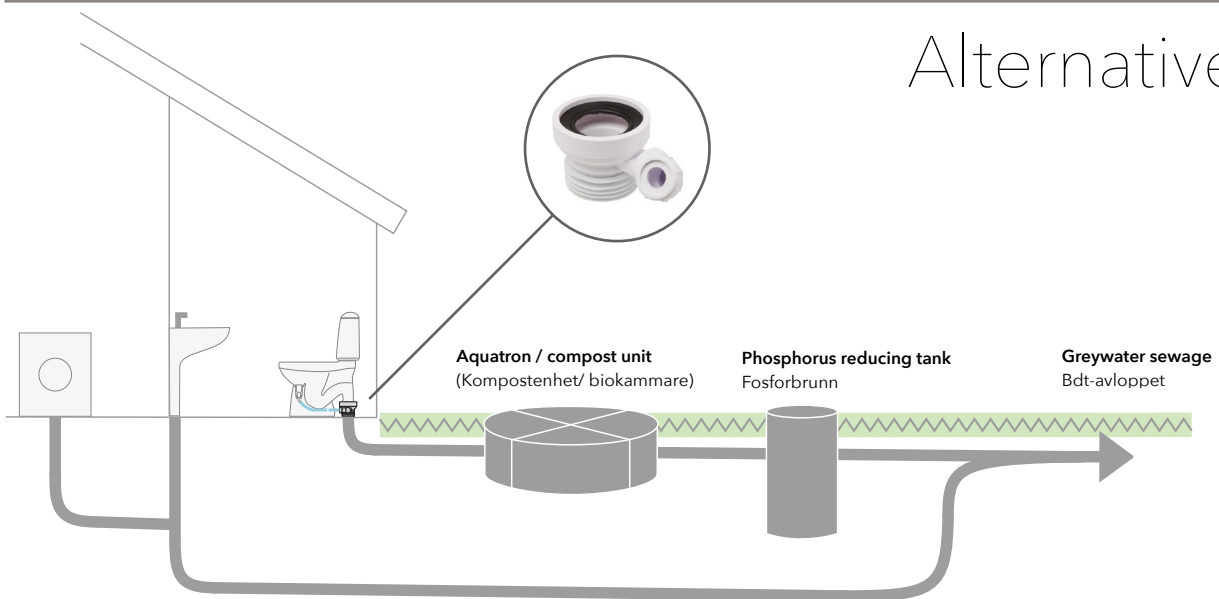 Alternative
Aquatron / compost unit
(Kompostenhet/ biokammare)
Phosphorus reducing tank
Fosforbrunn
Greywater sewage
Bdt-avloppet